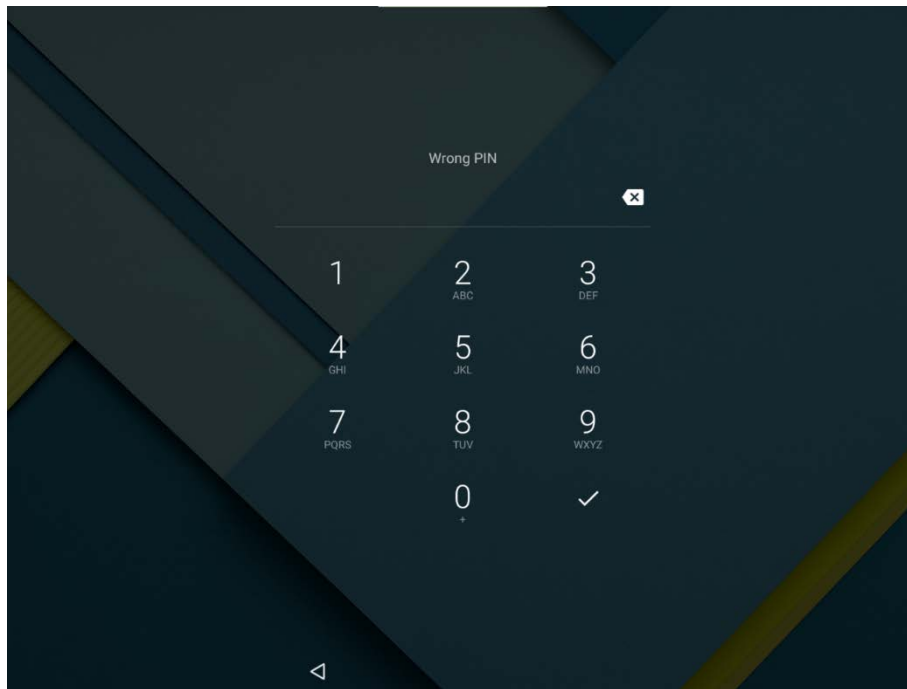 Wrong PIN
1 2 3
ABC DEF
4 5 6
GHI JKL MNO
7 8 9
PQRS TUV WXYZ
0
+